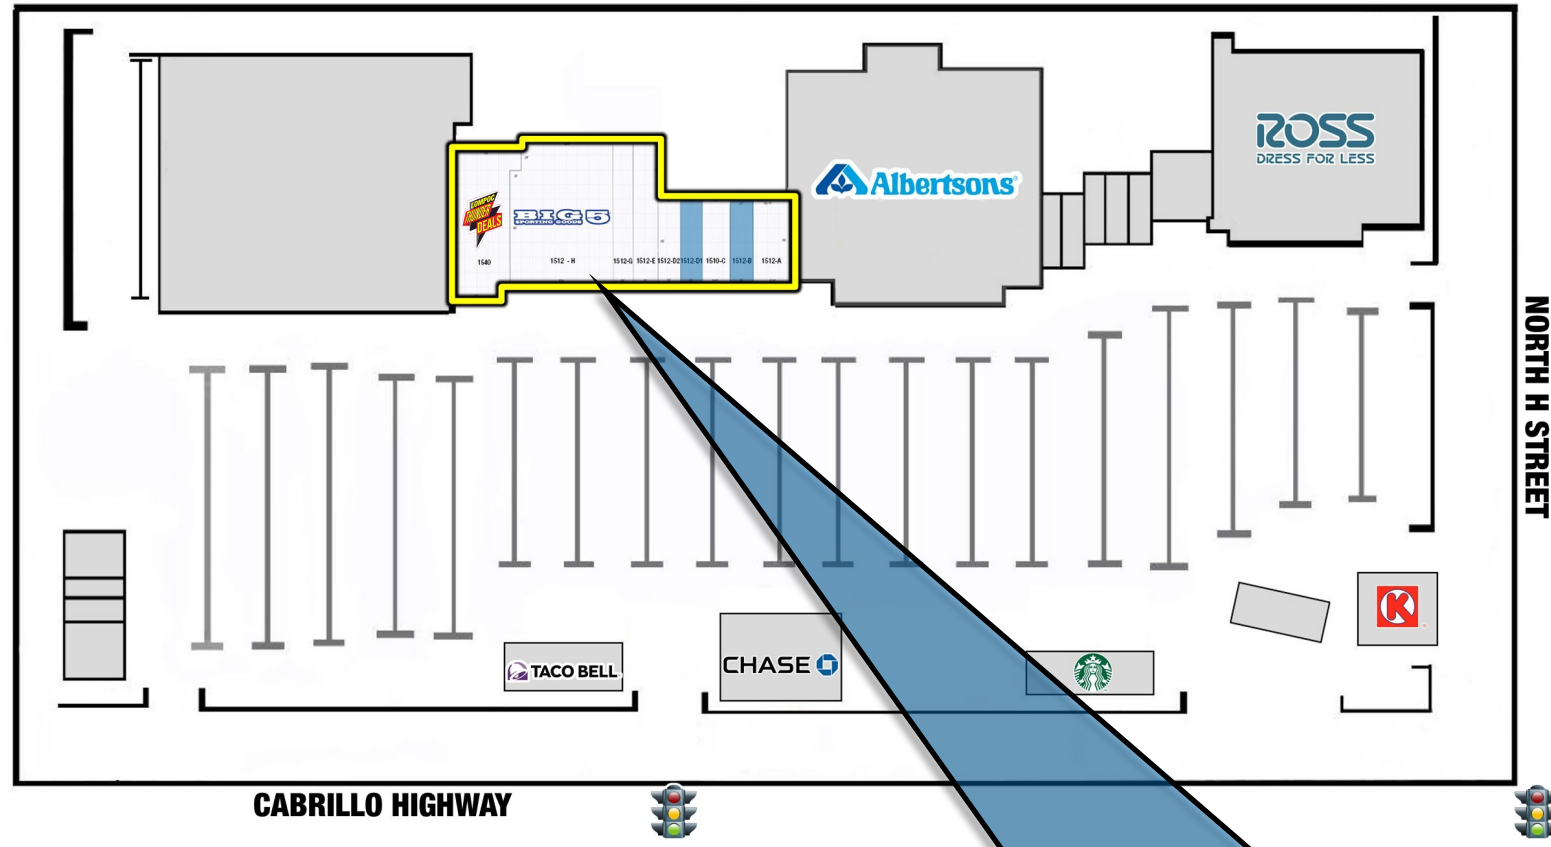 ROSS
DRESS FOR LESS
Albertsons
LOMPOC
THUNDER
DEALS
BIG 5
SPORTING GOODS
1540
1512 - H
1512-G
1512-E
1512-D2
1512-D1
1510-C
1512-B
1512-A
NORTH H STREET
K
TACO BELL
CHASE
CABRILLO HIGHWAY